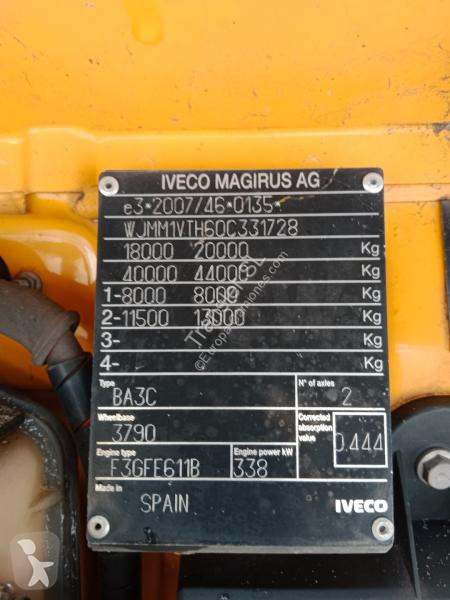 IVECO MAGIRUS AG
e3*2007/46*0135*
WJMM1VTH60C331728
18000 20000 Kg
40000 44000 Kg
1-8000 8000 Kg
2-11500 13000 Kg
3- Kg
4- Kg
Type
BA3C
N° of axles
2
Wheelbase
3790
Corrected absorption value
0.444
Engine type
F3GFE611B
Engine power kW
338
Made in
SPAIN
IVECO